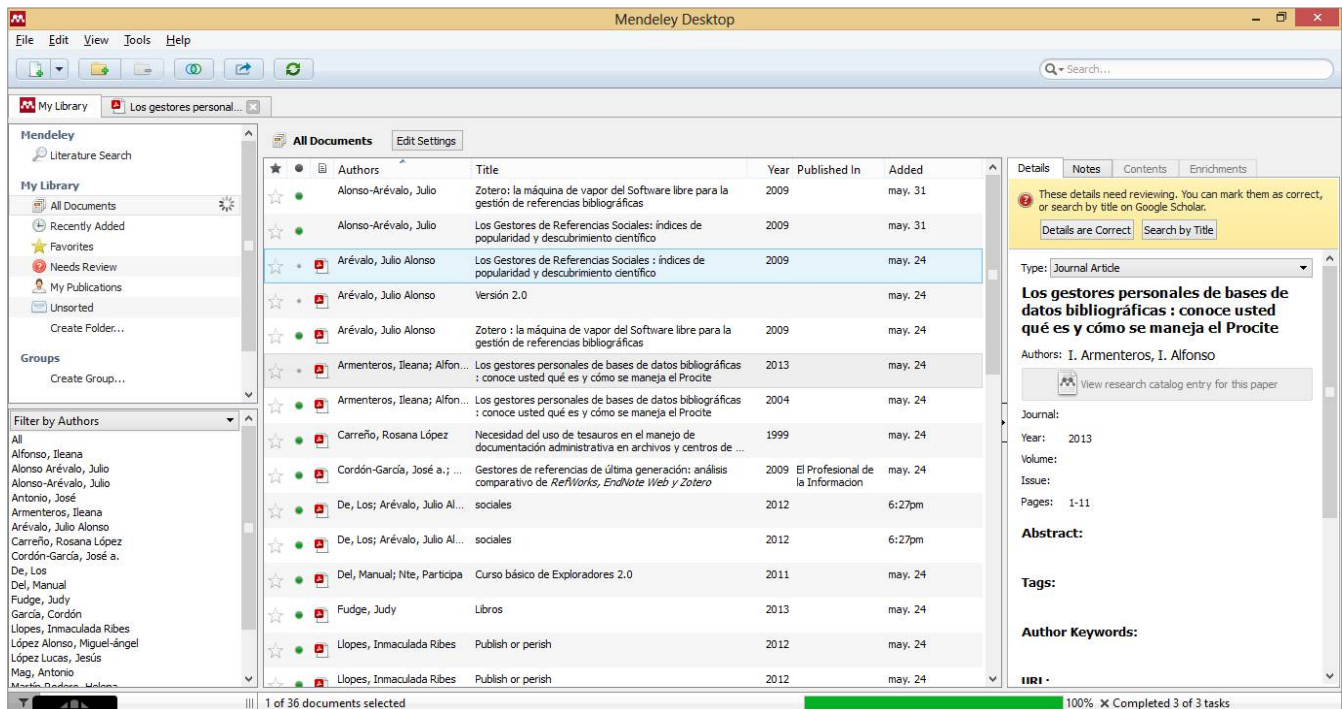 Mendeley Desktop
File Edit View Tools Help
Search...
My Library
Los gestores personal...
Mendeley
Literature Search
My Library
All Documents
Recently Added
Favorites
Needs Review
My Publications
Unsorted
Create Folder...
Groups
Create Group...
Filter by Authors
All
Alfonso, Ileana
Alonso Arévalo, Julio
Alonso-Arévalo, Julio
Antonio, José
Armenteros, Ileana
Arévalo, Julio Alonso
Carreño, Rosana López
Cordón-García, José a.
De, Los
Del, Manual
Fudge, Judy
García, Cordón
Llopes, Inmaculada Ribes
López Alonso, Miguel-ángel
López Lucas, Jesús
Mag, Antonio
Martín Rodero, Helena
All Documents Edit Settings
Authors Title Year Published In Added
Alonso-Arévalo, Julio Zotero: la máquina de vapor del Software libre para la 2009 may. 31
gestión de referencias bibliográficas
Alonso-Arévalo, Julio Los Gestores de Referencias Sociales: índices de 2009 may. 31
popularidad y descubrimiento científico
Arévalo, Julio Alonso Los Gestores de Referencias Sociales : índices de 2009 may. 24
popularidad y descubrimiento científico
Arévalo, Julio Alonso Versión 2.0 may. 24
Arévalo, Julio Alonso Zotero : la máquina de vapor del Software libre para la 2009 may. 24
gestión de referencias bibliográficas
Armenteros, Ileana; Alfon... Los gestores personales de bases de datos bibliográficas 2013 may. 24
: conoce usted qué es y cómo se maneja el Procite
Armenteros, Ileana; Alfon... Los gestores personales de bases de datos bibliográficas 2004 may. 24
: conoce usted qué es y cómo se maneja el Procite
Carreño, Rosana López Necesidad del uso de tesauros en el manejo de 1999 may. 24
documentación administrativa en archivos y centros de ...
Cordón-García, José a.; ... Gestores de referencias de última generación: análisis 2009 El Profesional de may. 24
comparativo de RefWorks, EndNote Web y Zotero la Informacion
De, Los; Arévalo, Julio Al... sociales 2012 6:27pm
De, Los; Arévalo, Julio Al... sociales 2012 6:27pm
Del, Manual; Nte, Participa Curso básico de Exploradores 2.0 2011 may. 24
Fudge, Judy Libros 2013 may. 24
Llopes, Inmaculada Ribes Publish or perish 2012 may. 24
Llopes, Inmaculada Ribes Publish or perish 2012 may. 24
Details Notes Contents Enrichments
These details need reviewing. You can mark them as correct,
or search by title on Google Scholar.
Details are Correct Search by Title
Type: Journal Article
Los gestores personales de bases de
datos bibliográficas : conoce usted
qué es y cómo se maneja el Procite
Authors: I. Armenteros, I. Alfonso
View research catalog entry for this paper
Journal:
Year: 2013
Volume:
Issue:
Pages: 1-11
Abstract:
Tags:
Author Keywords:
URL:
1 of 36 documents selected
100% Completed 3 of 3 tasks